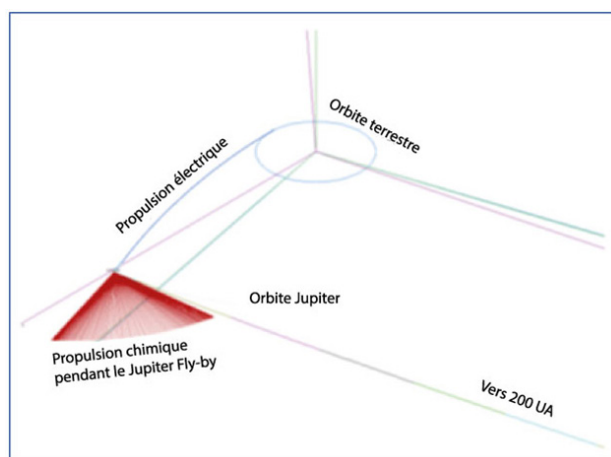 Orbite terrestre
Propulsion électrique
Orbite Jupiter
Propulsion chimique
pendant le Jupiter Fly-by
Vers 200 UA